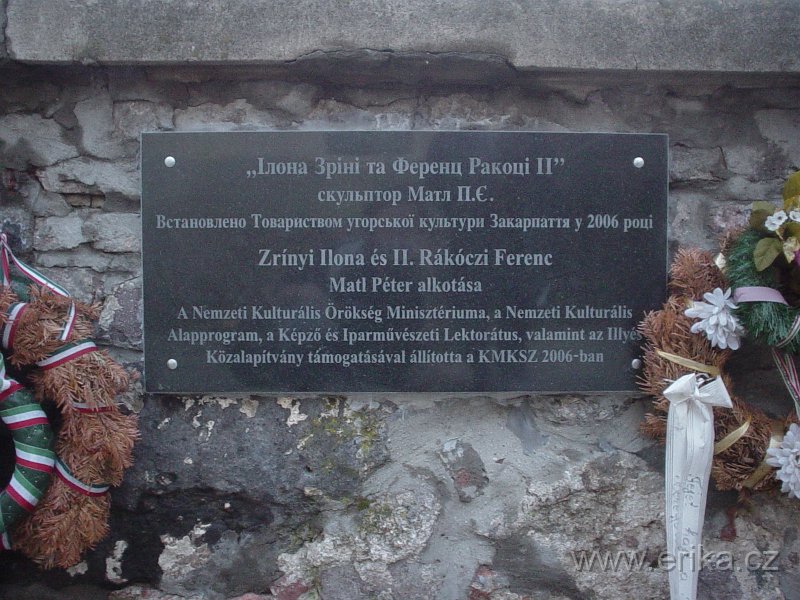 „Ілона Зріні та Ференц Ракоці ІІ”
скульптор Матл П.Є.
Встановлено Товариством угорської культури Закарпаття у 2006 році
Zrínyi Ilona és II. Rákóczi Ferenc
Matl Péter alkotása
A Nemzeti Kulturális Örökség Minisztériuma, a Nemzeti Kulturális
Alapprogram, a Képző és Iparművészeti Lektorátus, valamint az Illyés
Közalapítvány támogatásával állította a KMKSZ 2006-ban
www.erika.cz